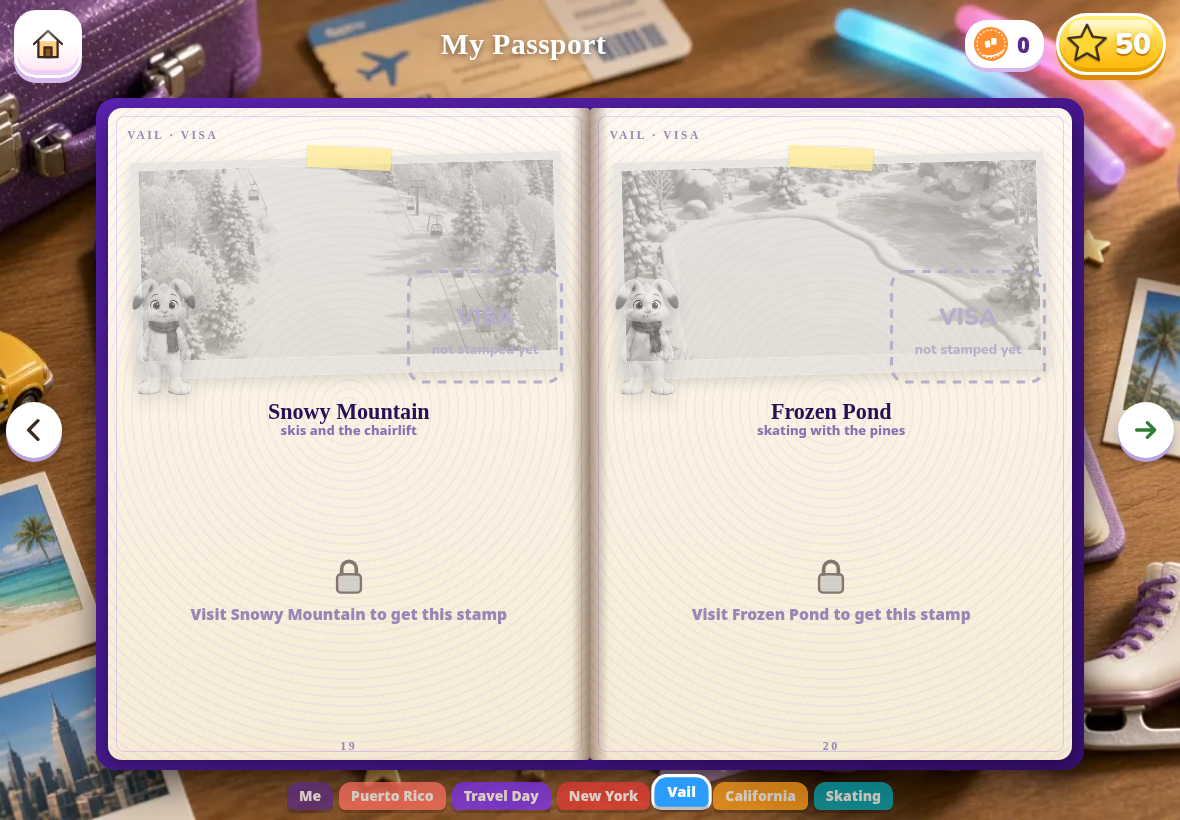 My Passport
0
50
VAIL · VISA
VISA
not stamped yet
Snowy Mountain
skis and the chairlift
Visit Snowy Mountain to get this stamp
19
VAIL · VISA
VISA
not stamped yet
Frozen Pond
skating with the pines
Visit Frozen Pond to get this stamp
20
Me
Puerto Rico
Travel Day
New York
Vail
California
Skating